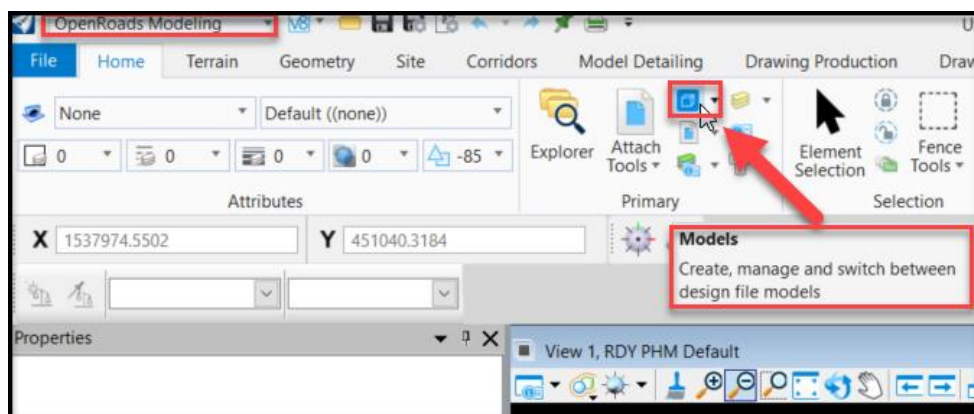 OpenRoads Modeling
File Home Terrain Geometry Site Corridors Model Detailing Drawing Production
None Default ((none))
0 0 0 0 -85
Explorer Attach Tools
Element Selection
Fence Tools
Attributes Primary
X 1537974.5502 Y 451040.3184
Models
Create, manage and switch between
design file models
Properties
View 1, RDY PHM Default